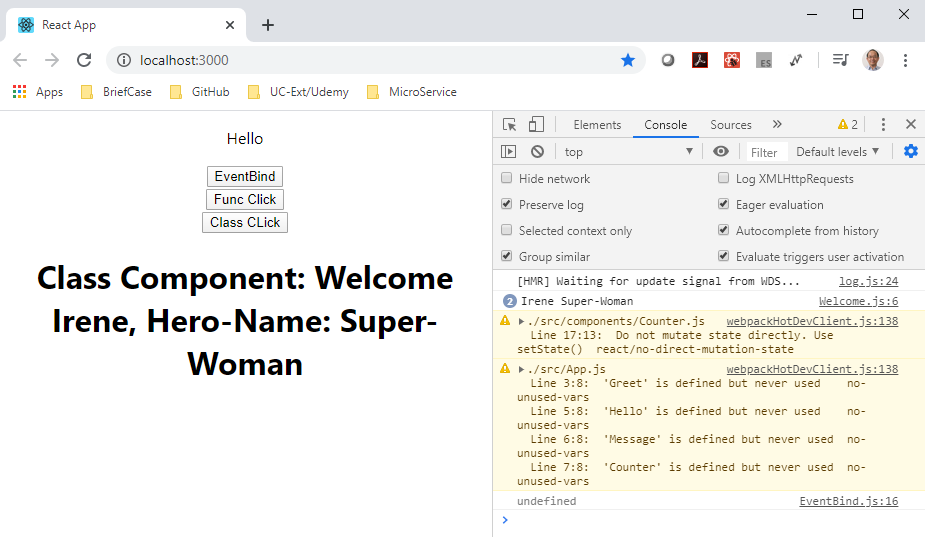 React App
localhost:3000
Apps BriefCase GitHub UC-Ext/Udemy MicroService
Hello
EventBind
Func Click
Class CLick
Class Component: Welcome
Irene, Hero-Name: Super-
Woman
Elements Console Sources 2
top Filter Default levels
Hide network Log XMLHttpRequests
Preserve log Eager evaluation
Selected context only Autocomplete from history
Group similar Evaluate triggers user activation
[HMR] Waiting for update signal from WDS... log.js:24
2 Irene Super-Woman Welcome.js:6
./src/components/Counter.js webpackHotDevClient.js:138
Line 17:13: Do not mutate state directly. Use
setState() react/no-direct-mutation-state
./src/App.js webpackHotDevClient.js:138
Line 3:8: 'Greet' is defined but never used no-
unused-vars
Line 5:8: 'Hello' is defined but never used no-
unused-vars
Line 6:8: 'Message' is defined but never used no-
unused-vars
Line 7:8: 'Counter' is defined but never used no-
unused-vars
undefined EventBind.js:16